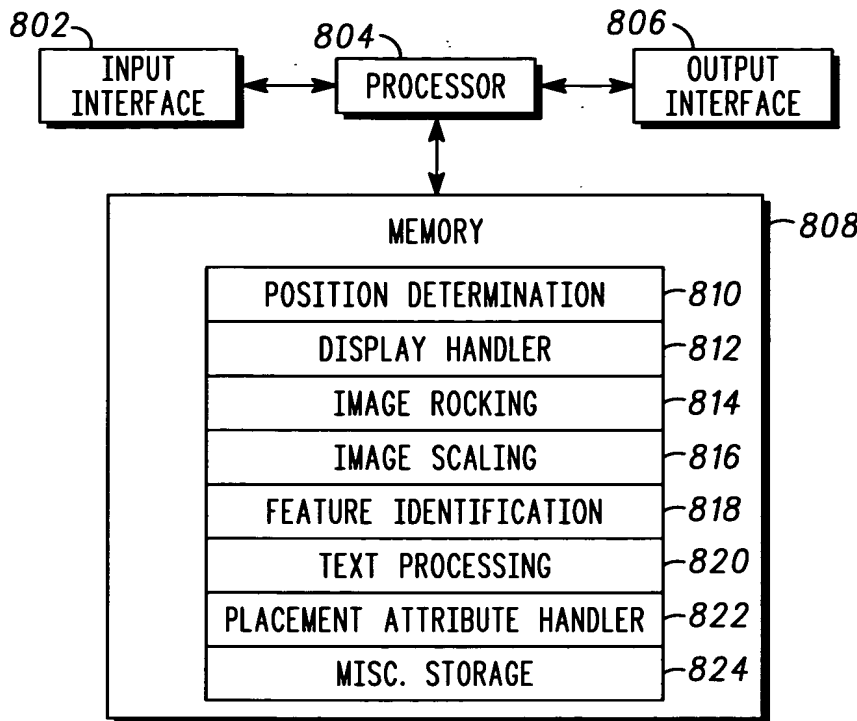 802
804
806
INPUT
INTERFACE
PROCESSOR
OUTPUT
INTERFACE
MEMORY
808
POSITION DETERMINATION 810
DISPLAY HANDLER 812
IMAGE ROCKING 814
IMAGE SCALING 816
FEATURE IDENTIFICATION 818
TEXT PROCESSING 820
PLACEMENT ATTRIBUTE HANDLER 822
MISC. STORAGE 824